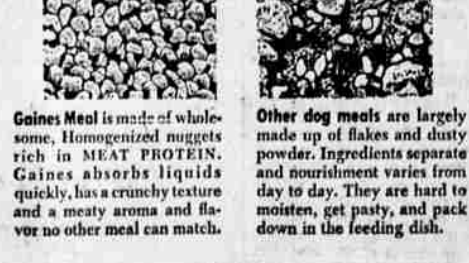 Gaines Meal is made of whole-
some, Homogenized nuggets
rich in MEAT PROTEIN.
Gaines absorbs liquids
quickly, has a crunchy texture
and a meaty aroma and fla-
vor no other meal can match.
Other dog meals are largely
made up of flakes and dusty
powder. Ingredients separate
and nourishment varies from
day to day. They are hard to
moisten, get pasty, and pack
down in the feeding dish.